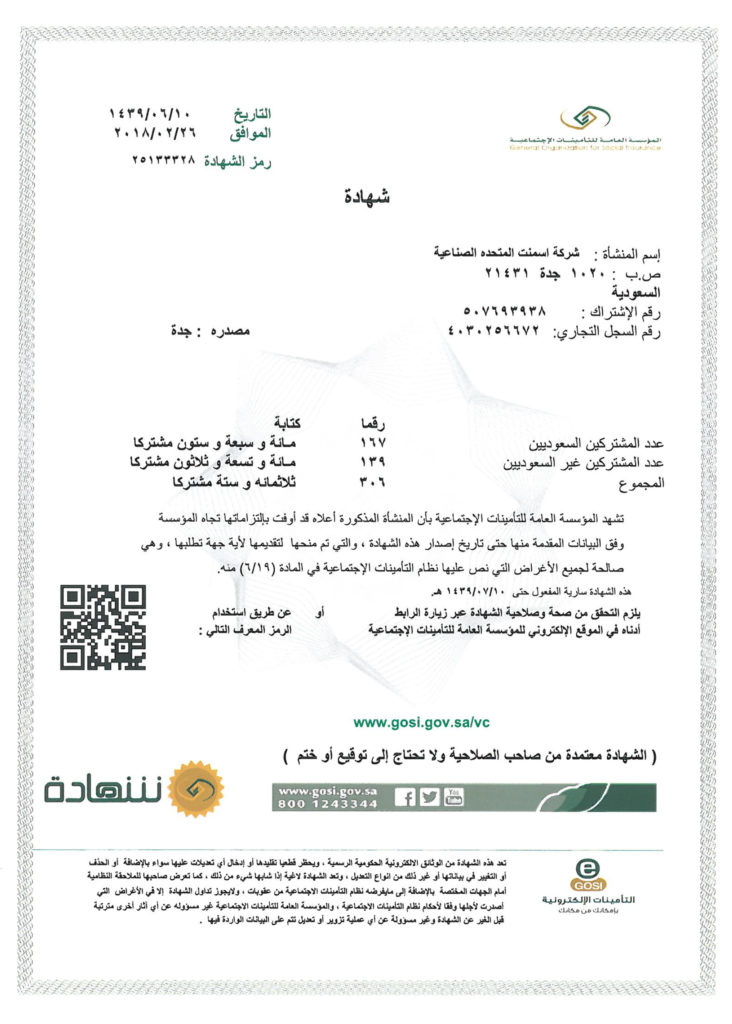 المؤسسة العامة للتأمينات الإجتماعية
General Organization for Social Insurance
التاريخ ١٤٣٩/٠٦/١٠
الموافق ٢٠١٨/٠٢/٢٦
رمز الشهادة ٢٥١٣٣٣٢٨
شهادة
إسم المنشأة : شركة اسمنت المتحده الصناعية
ص.ب : ١٠٢٠ جدة ٢١٤٣١
السعودية
رقم الإشتراك : ٥٠٧٦٩٣٩٣٨
رقم السجل التجاري: ٤٠٣٠٢٥٦٦٧٢ مصدره : جدة
رقما كتابة
عدد المشتركين السعوديين ١٦٧ مائة و سبعة و ستون مشتركا
عدد المشتركين غير السعوديين ١٣٩ مائة و تسعة و ثلاثون مشتركا
المجموع ٣٠٦ ثلاثمائه و ستة مشتركا
تشهد المؤسسة العامة للتأمينات الإجتماعية بأن المنشأة المذكورة أعلاه قد أوفت بإلتزاماتها تجاه المؤسسة
وفق البيانات المقدمة منها حتى تاريخ إصدار هذه الشهادة ، والتي تم منحها لتقديمها لأية جهة تطلبها ، وهي
صالحة لجميع الأغراض التي نص عليها نظام التأمينات الإجتماعية في المادة (٦/١٩) منه.
هذه الشهادة سارية المفعول حتى ١٤٣٩/٠٧/١٠ هـ.
يلزم التحقق من صحة وصلاحية الشهادة عبر زيارة الرابط أو عن طريق استخدام
أدناه في الموقع الإلكتروني للمؤسسة العامة للتأمينات الإجتماعية الرمز المعرف التالي :
www.gosi.gov.sa/vc
( الشهادة معتمدة من صاحب الصلاحية ولا تحتاج إلى توقيع أو ختم )
شهادة
www.gosi.gov.sa
800 1243344
f You Tube
تعد هذه الشهادة من الوثائق الالكترونية الحكومية الرسمية ، ويحظر قطعيا تقليدها أو إدخال أي تعديلات عليها سواء بالإضافة أو الحذف
أو التغيير في بياناتها أو غير ذلك من انواع التعديل ، وتعد الشهادة لاغية إذا شابها شيء من ذلك ، كما تعرض صاحبها للملاحقة النظامية
أمام الجهات المختصة بالإضافة إلى مايفرضه نظام التأمينات الاجتماعية من عقوبات ، ولايجوز تداول الشهادة إلا في الأغراض التي
أصدرت لأجلها وفقا لأحكام نظام التأمينات الاجتماعية ، والمؤسسة العامة للتأمينات الاجتماعية غير مسؤوله عن أي آثار أخرى مترتبة
قبل الغير عن الشهادة وغير مسؤولة عن أي عملية تزوير أو تعديل تتم على البيانات الواردة فيها .
e
GOSI
التأمينات الإلكترونية
بإمكانك من مكانك